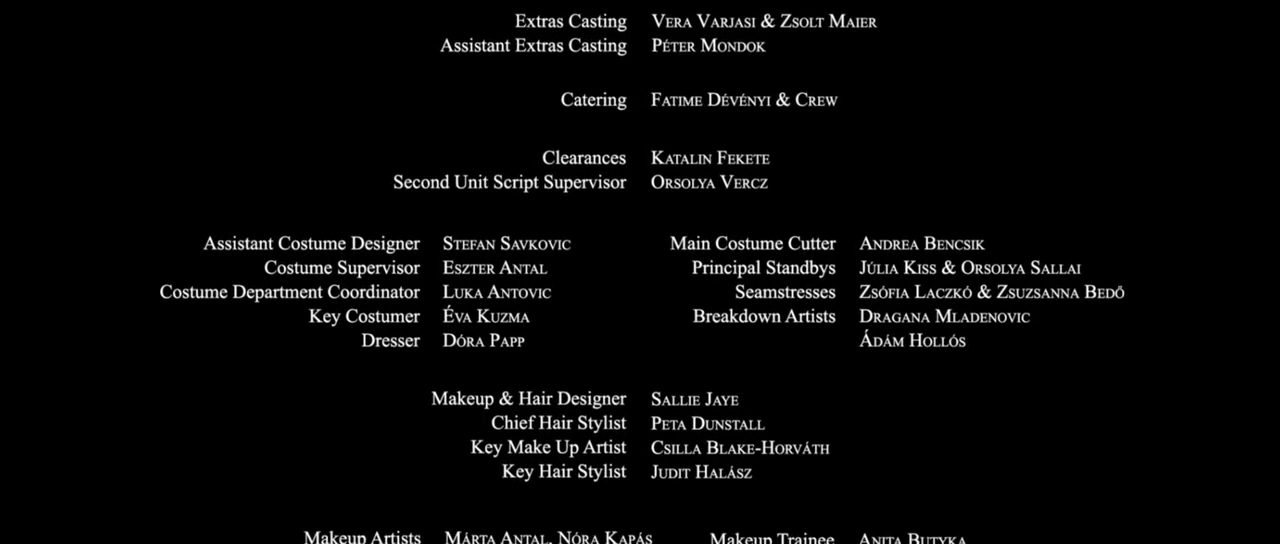 Extras Casting VERA VARJASI & ZSOLT MAIER
Assistant Extras Casting PÉTER MONDOK
Catering FATIME DÉVÉNYI & CREW
Clearances KATALIN FEKETE
Second Unit Script Supervisor ORSOLYA VERCZ
Assistant Costume Designer STEFAN SAVKOVIC
Costume Supervisor ESZTER ANTAL
Costume Department Coordinator LUKA ANTOVIC
Key Costumer ÉVA KUZMA
Dresser DÓRA PAPP
Main Costume Cutter ANDREA BENCSIK
Principal Standbys JÚLIA KISS & ORSOLYA SALLAI
Seamstresses ZSÓFIA LACZKÓ & ZSUZSANNA BEDŐ
Breakdown Artists DRAGANA MLADENOVIC
ÁDÁM HOLLÓS
Makeup & Hair Designer SALLIE JAYE
Chief Hair Stylist PETA DUNSTALL
Key Make Up Artist CSILLA BLAKE-HORVÁTH
Key Hair Stylist JUDIT HALÁSZ
Makeup Artists MÁRTA ANTAL, NÓRA KAPÁS
Makeup Trainee ANITA BUTYKA